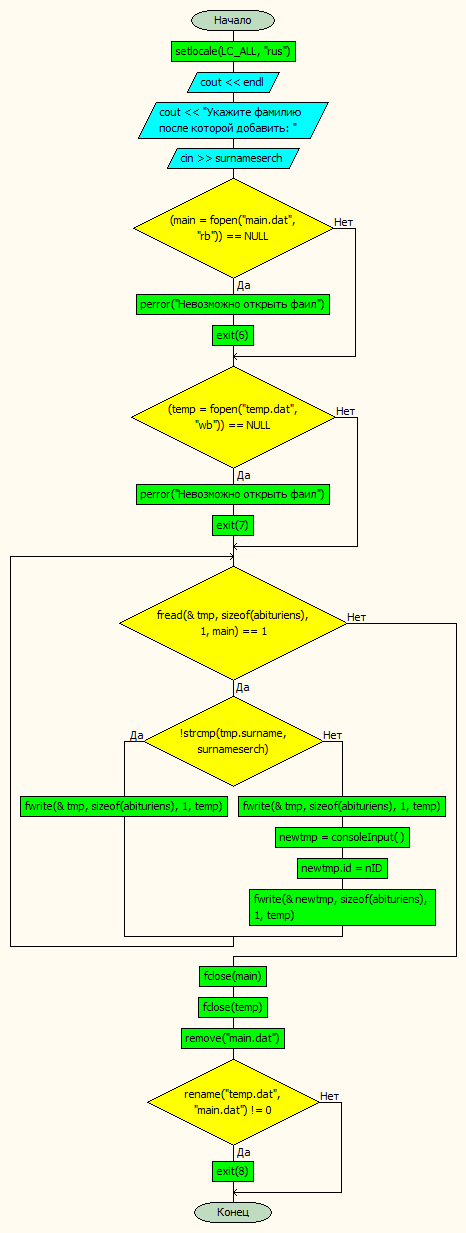 Начало
setlocale(LC_ALL, "rus")
cout << endl
cout << "Укажите фамилию
после которой добавить: "
cin >> surnameserch
(main = fopen("main.dat",
"rb")) == NULL
Нет
Да
perror("Невозможно открыть фаил")
exit(6)
(temp = fopen("temp.dat",
"wb")) == NULL
Нет
Да
perror("Невозможно открыть фаил")
exit(7)
fread(& tmp, sizeof(abituriens),
1, main) == 1
Нет
Да
!strcmp(tmp.surname,
surnameserch)
Да
Нет
fwrite(& tmp, sizeof(abituriens), 1, temp)
fwrite(& tmp, sizeof(abituriens), 1, temp)
newtmp = consoleInput( )
newtmp.id = nID
fwrite(& newtmp, sizeof(abituriens),
1, temp)
fclose(main)
fclose(temp)
remove("main.dat")
rename("temp.dat",
"main.dat") != 0
Нет
Да
exit(8)
Конец